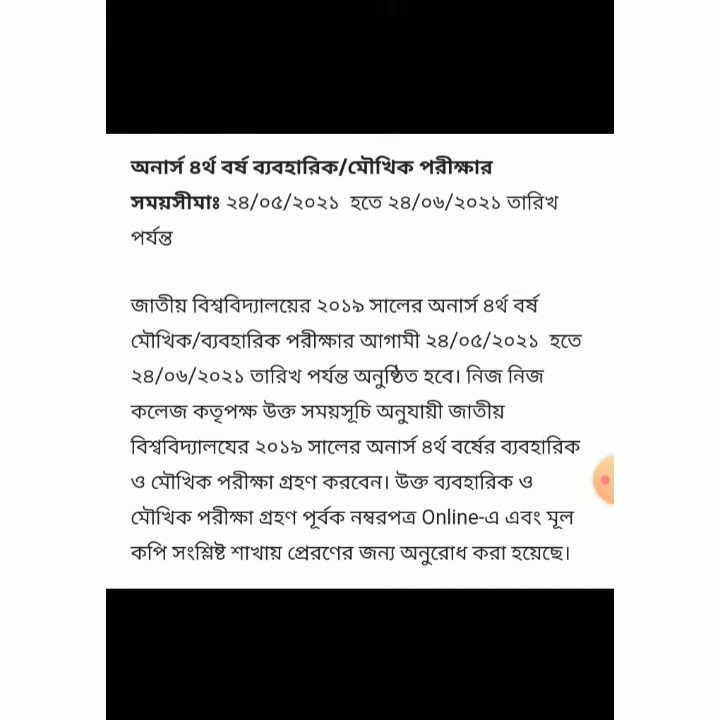 অনার্স ৪র্থ বর্ষ ব্যবহারিক/মৌখিক পরীক্ষার
সময়সীমাঃ ২৪/০৫/২০২১ হতে ২৪/০৬/২০২১ তারিখ
পর্যন্ত
জাতীয় বিশ্ববিদ্যালয়ের ২০১৯ সালের অনার্স ৪র্থ বর্ষ
মৌখিক/ব্যবহারিক পরীক্ষার আগামী ২৪/০৫/২০২১ হতে
২৪/০৬/২০২১ তারিখ পর্যন্ত অনুষ্ঠিত হবে। নিজ নিজ
কলেজ কতৃপক্ষ উক্ত সময়সূচি অনুযায়ী জাতীয়
বিশ্ববিদ্যালযের ২০১৯ সালের অনার্স ৪র্থ বর্ষের ব্যবহারিক
ও মৌখিক পরীক্ষা গ্রহণ করবেন। উক্ত ব্যবহারিক ও
মৌখিক পরীক্ষা গ্রহণ পূর্বক নম্বরপত্র Online-এ এবং মূল
কপি সংশ্লিষ্ট শাখায় প্রেরণের জন্য অনুরোধ করা হয়েছে।